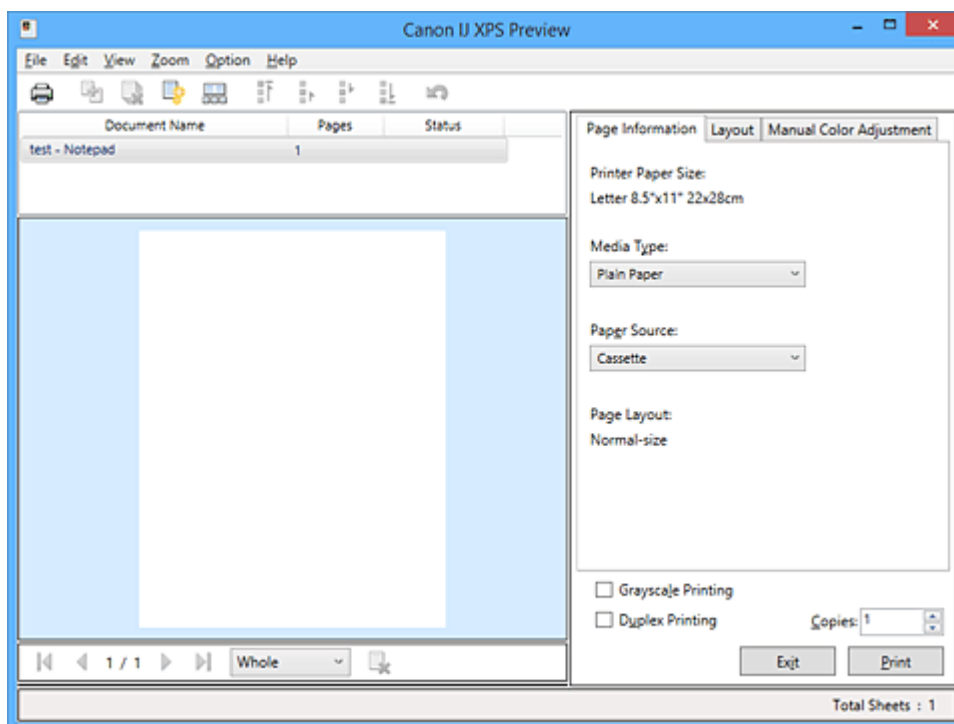 Canon IJ XPS Preview
File Edit View Zoom Option Help
Document Name Pages Status
test - Notepad 1
Page Information Layout Manual Color Adjustment
Printer Paper Size:
Letter 8.5"x11" 22x28cm
Media Type:
Plain Paper
Paper Source:
Cassette
Page Layout:
Normal-size
Grayscale Printing
Duplex Printing
Copies: 1
1 / 1 Whole
Exit Print
Total Sheets : 1